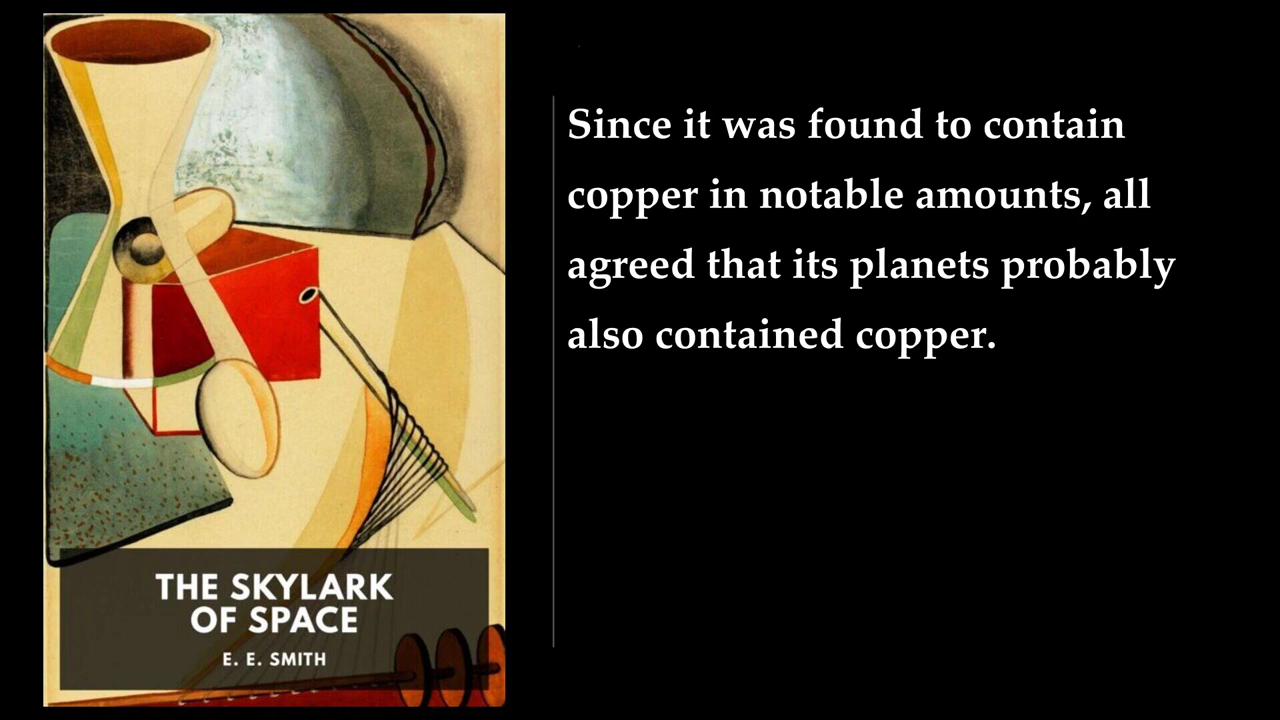 THE SKYLARK
OF SPACE
E. E. SMITH
Since it was found to contain
copper in notable amounts, all
agreed that its planets probably
also contained copper.